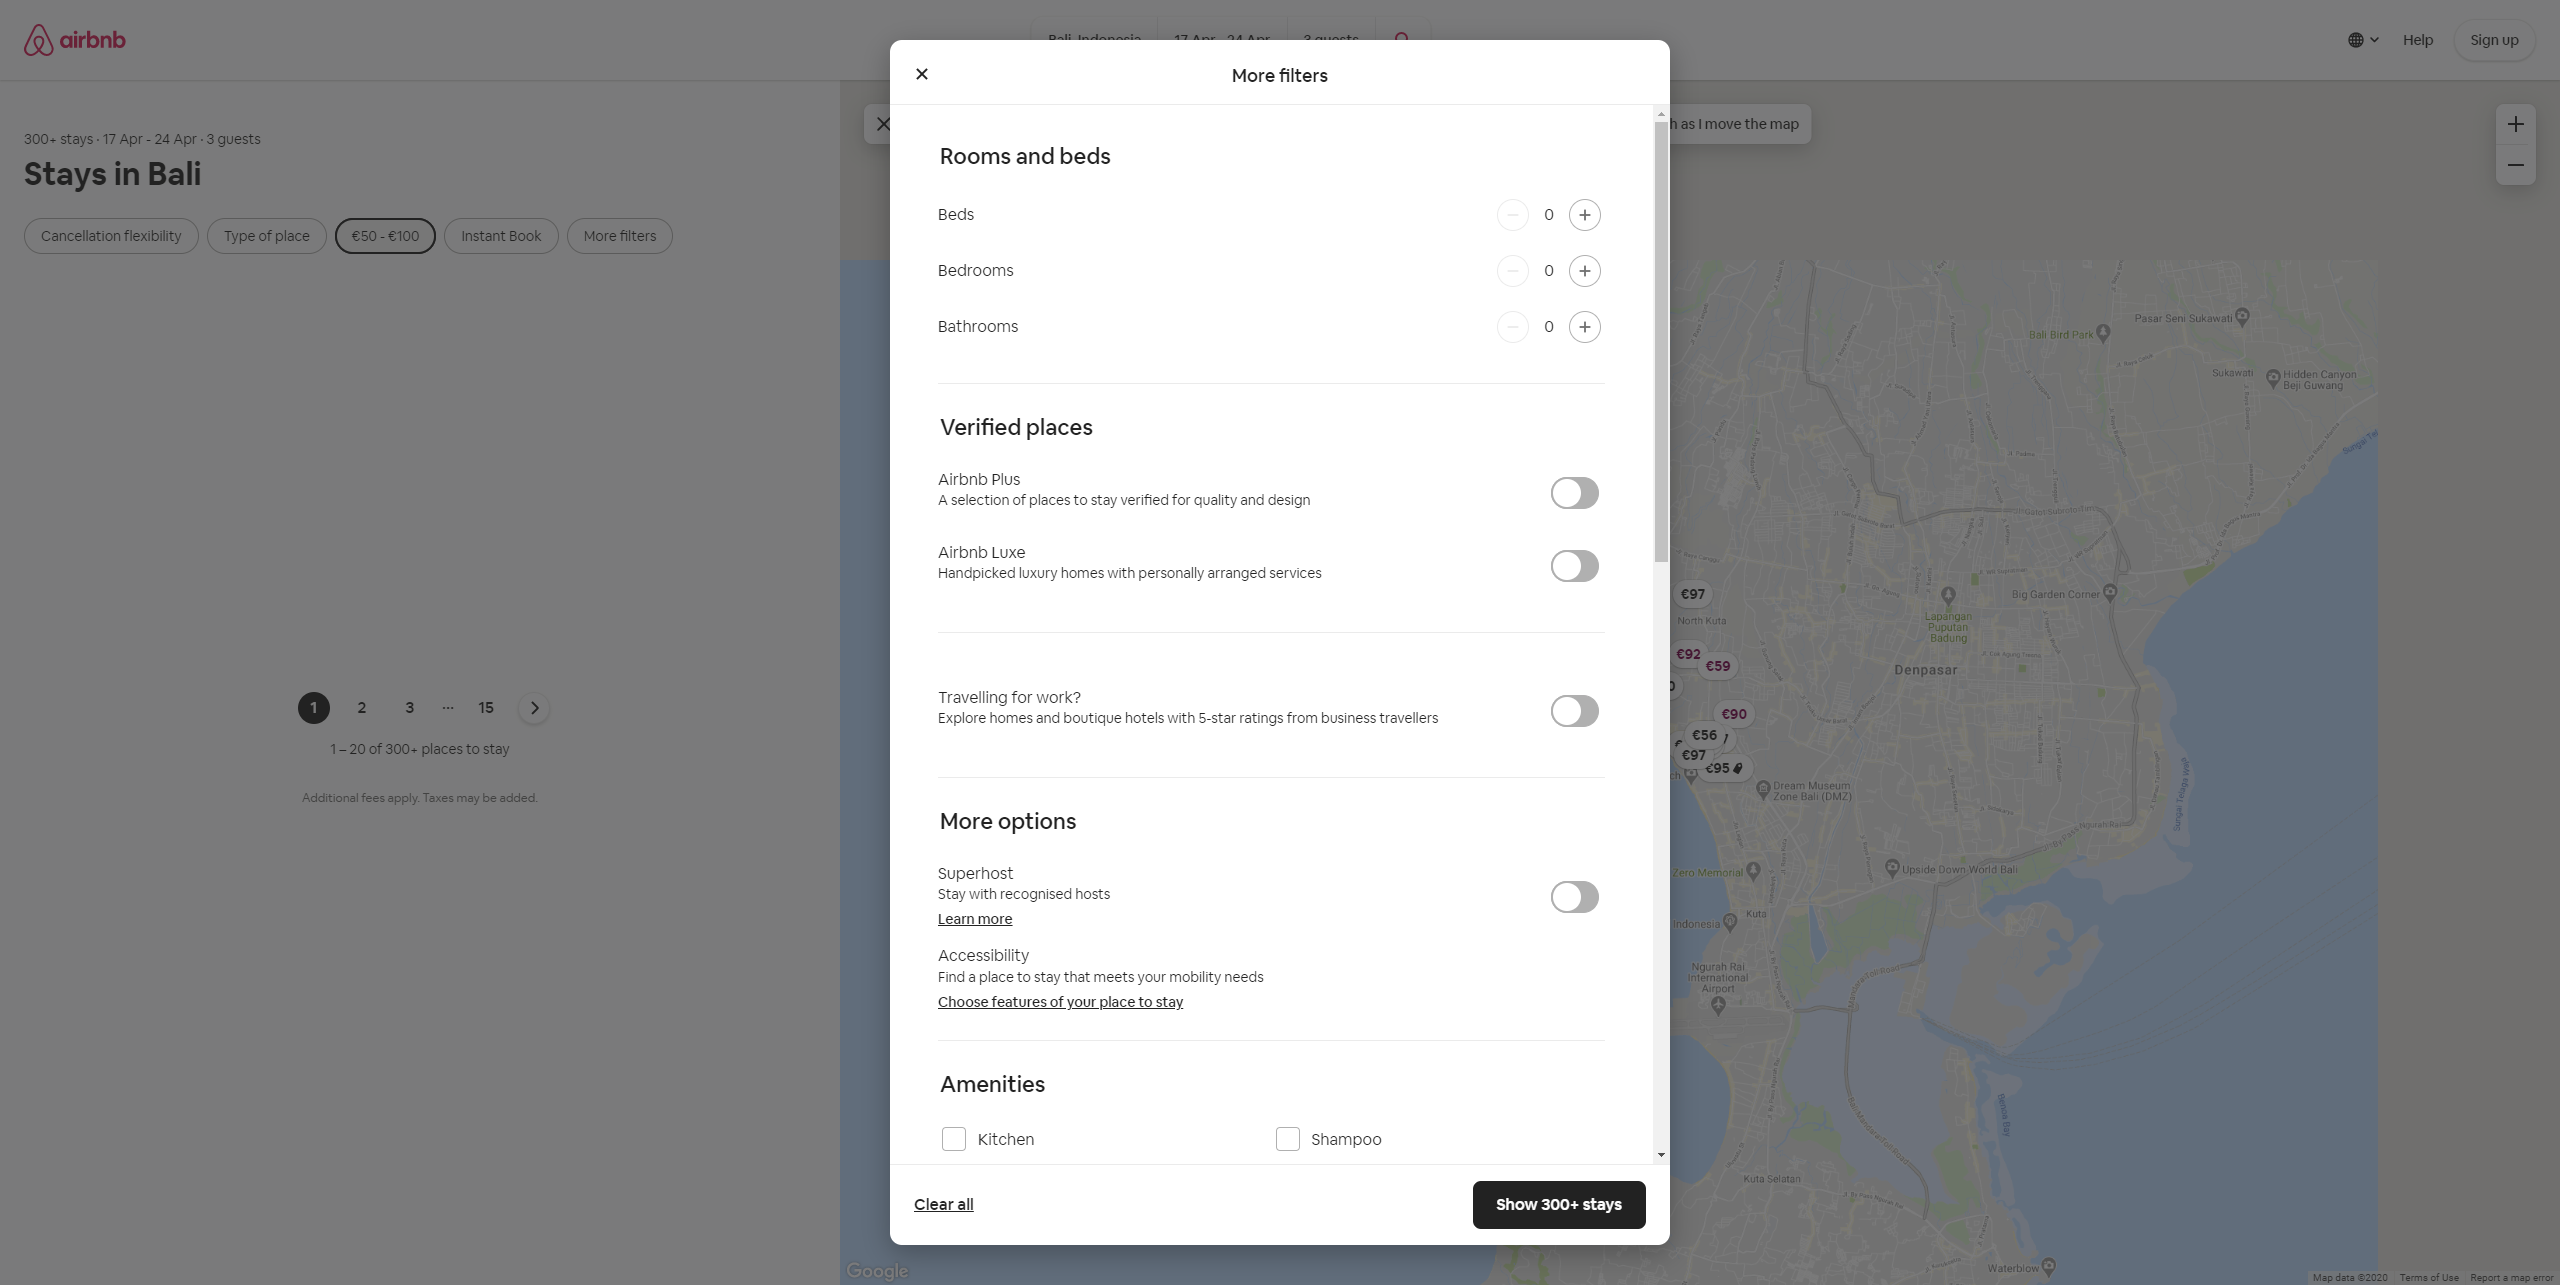 airbnb
Bali, Indonesia
17 Apr - 24 Apr
3 guests
Help
Sign up
300+ stays · 17 Apr - 24 Apr · 3 guests
Stays in Bali
Cancellation flexibility
Type of place
€50 - €100
Instant Book
More filters
1
2
3
...
15
1 – 20 of 300+ places to stay
Additional fees apply. Taxes may be added.
More filters
Rooms and beds
Beds
0
Bedrooms
0
Bathrooms
0
Verified places
Airbnb Plus
A selection of places to stay verified for quality and design
Airbnb Luxe
Handpicked luxury homes with personally arranged services
Travelling for work?
Explore homes and boutique hotels with 5-star ratings from business travellers
More options
Superhost
Stay with recognised hosts
Learn more
Accessibility
Find a place to stay that meets your mobility needs
Choose features of your place to stay
Amenities
Kitchen
Shampoo
Clear all
Show 300+ stays
as I move the map
Pasar Seni Sukawati
Bali Bird Park
Sukawati
Hidden Canyon
Beji Guwang
€97
North Kuta
Big Garden Corner
Lapangan
Puputan
Badung
€92
€59
Denpasar
€90
€56
€97
€95
Dream Museum
Zone Bali (DMZ)
Upside Down World Bali
Zero Memorial
Kuta
Indonesia
Ngurah Rai
International
Airport
Benoa Bay
Kuta Selatan
Waterblow
Google
Map data ©2020
Terms of Use
Report a map error